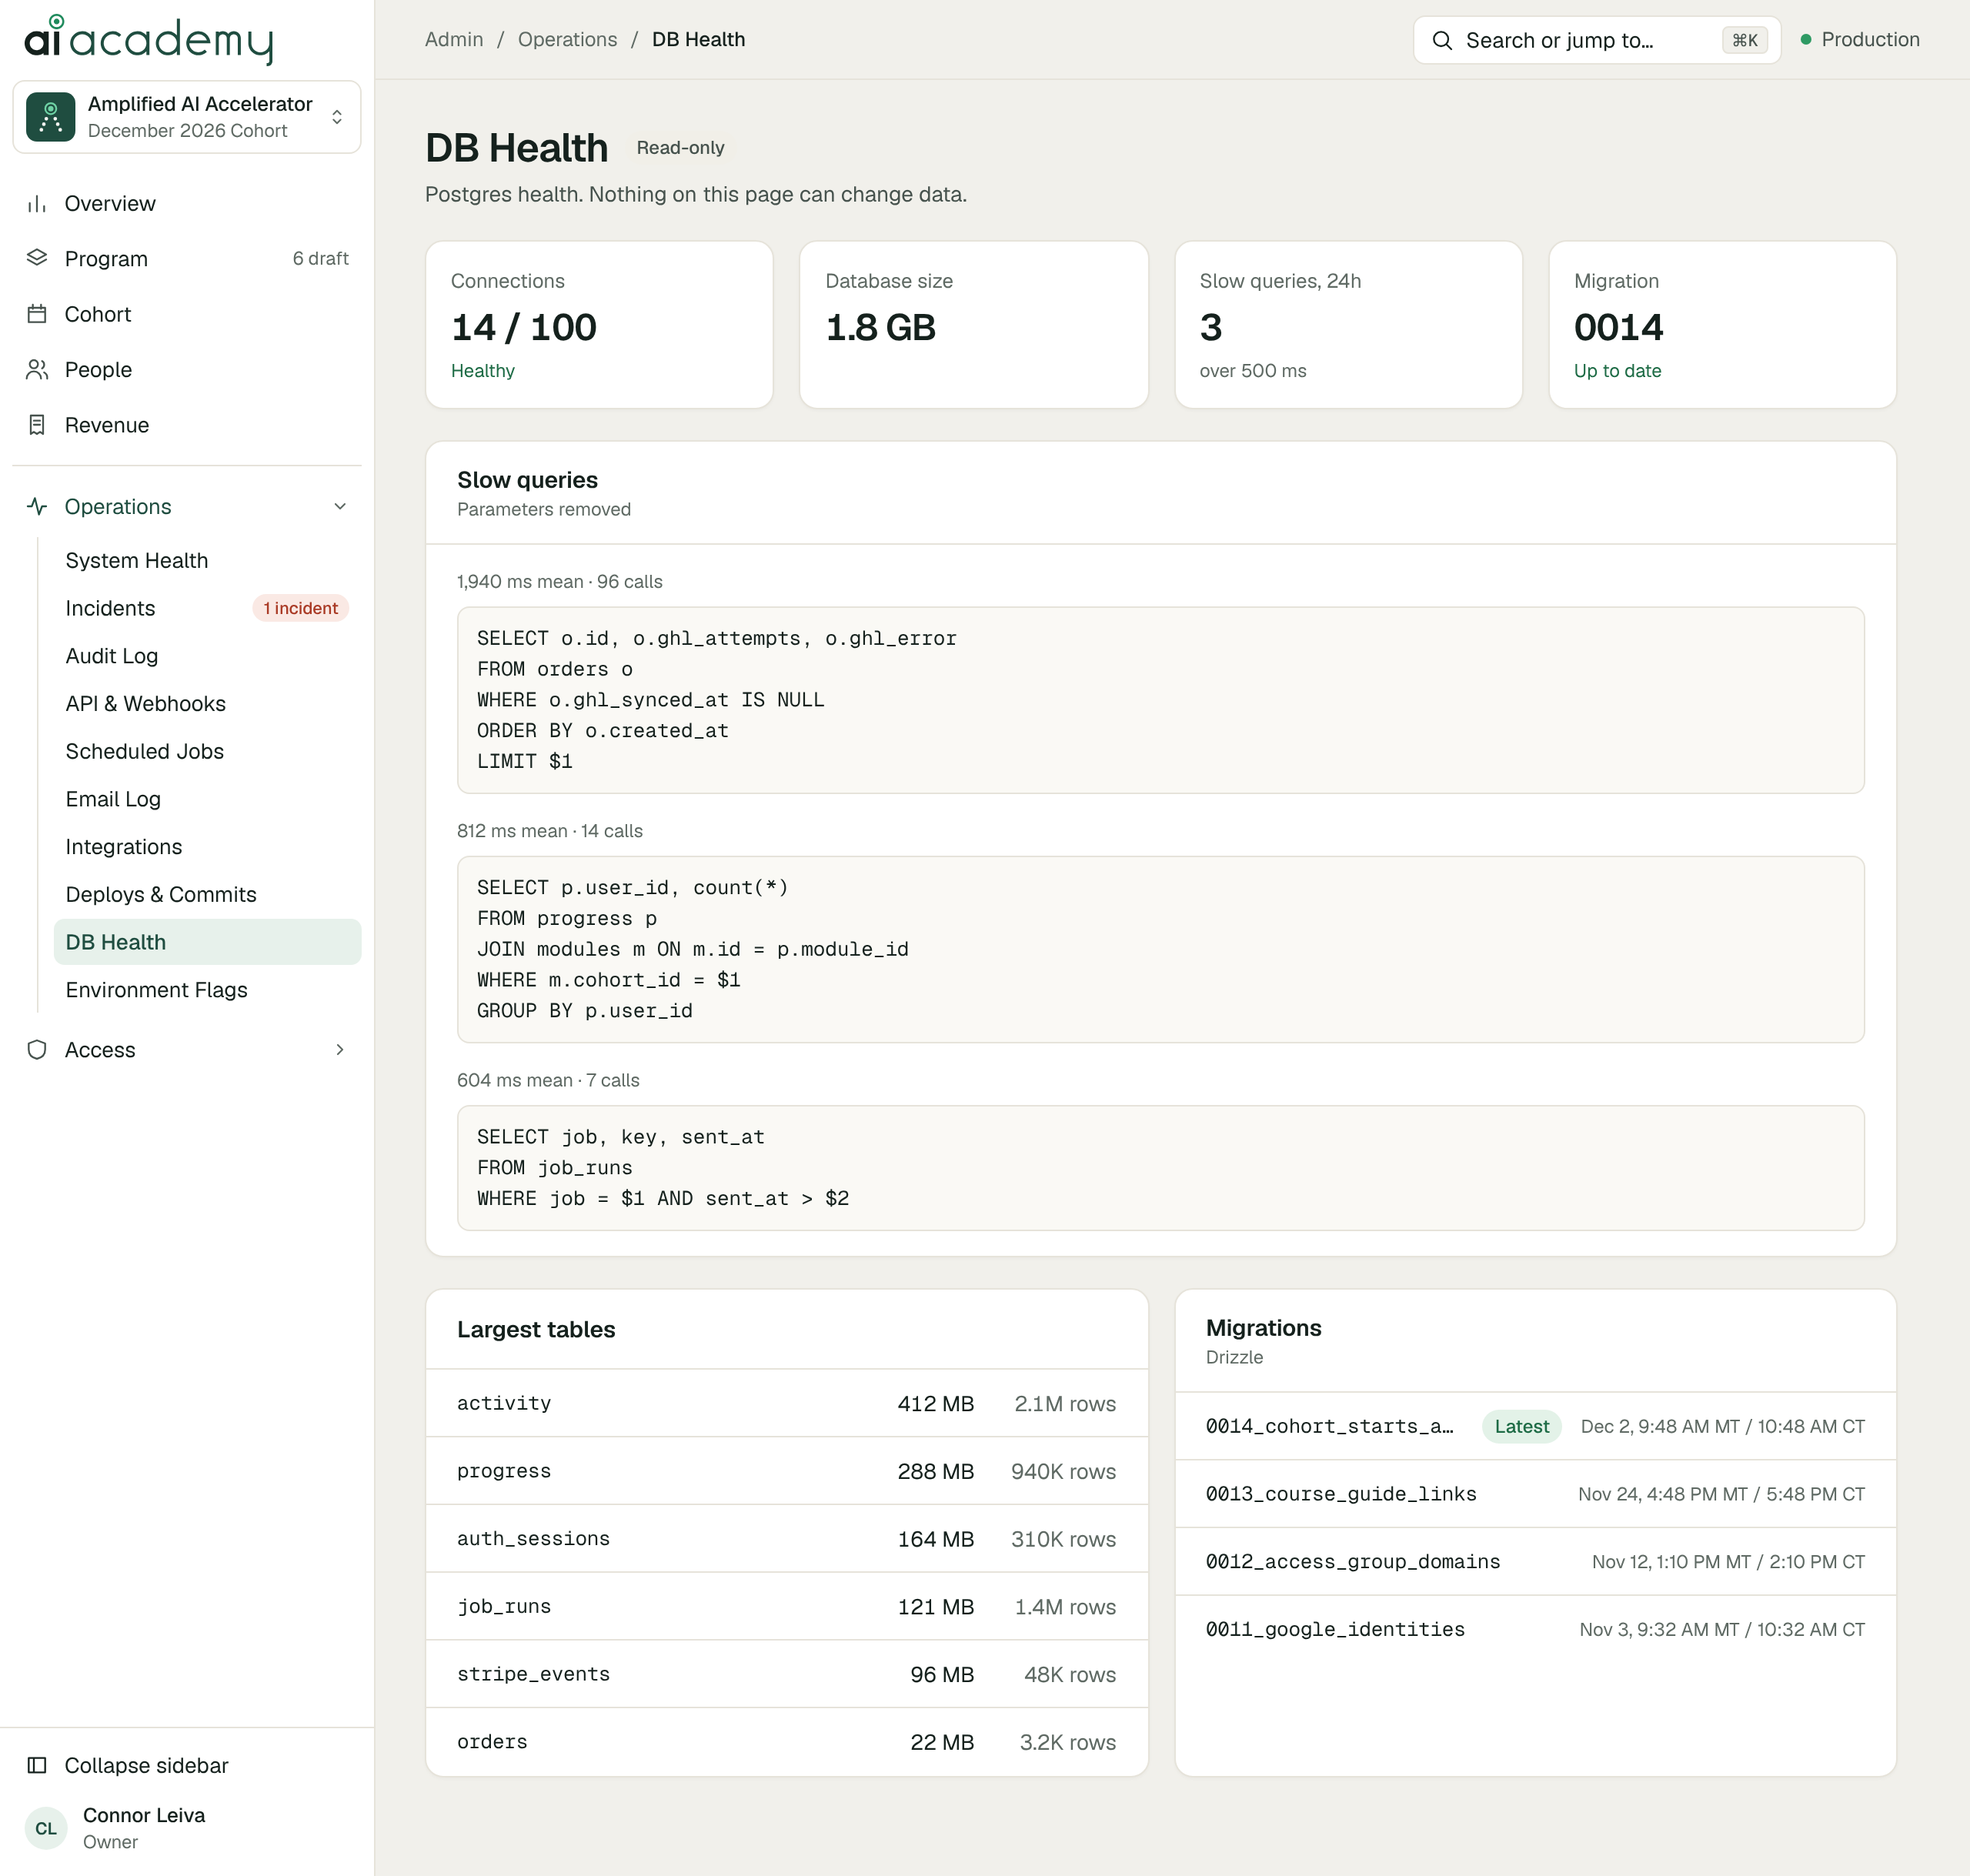 ai academy
Amplified AI Accelerator
December 2026 Cohort
Overview
Program 6 draft
Cohort
People
Revenue
Operations
System Health
Incidents 1 incident
Audit Log
API & Webhooks
Scheduled Jobs
Email Log
Integrations
Deploys & Commits
DB Health
Environment Flags
Access
Collapse sidebar
CL
Connor Leiva
Owner
Admin / Operations / DB Health
Search or jump to… ⌘K
Production
DB Health Read-only
Postgres health. Nothing on this page can change data.
Connections
14 / 100
Healthy
Database size
1.8 GB
Slow queries, 24h
3
over 500 ms
Migration
0014
Up to date
Slow queries
Parameters removed
1,940 ms mean · 96 calls
SELECT o.id, o.ghl_attempts, o.ghl_error
FROM orders o
WHERE o.ghl_synced_at IS NULL
ORDER BY o.created_at
LIMIT $1
812 ms mean · 14 calls
SELECT p.user_id, count(*)
FROM progress p
JOIN modules m ON m.id = p.module_id
WHERE m.cohort_id = $1
GROUP BY p.user_id
604 ms mean · 7 calls
SELECT job, key, sent_at
FROM job_runs
WHERE job = $1 AND sent_at > $2
Largest tables
activity 412 MB 2.1M rows
progress 288 MB 940K rows
auth_sessions 164 MB 310K rows
job_runs 121 MB 1.4M rows
stripe_events 96 MB 48K rows
orders 22 MB 3.2K rows
Migrations
Drizzle
0014_cohort_starts_a… Latest Dec 2, 9:48 AM MT / 10:48 AM CT
0013_course_guide_links Nov 24, 4:48 PM MT / 5:48 PM CT
0012_access_group_domains Nov 12, 1:10 PM MT / 2:10 PM CT
0011_google_identities Nov 3, 9:32 AM MT / 10:32 AM CT